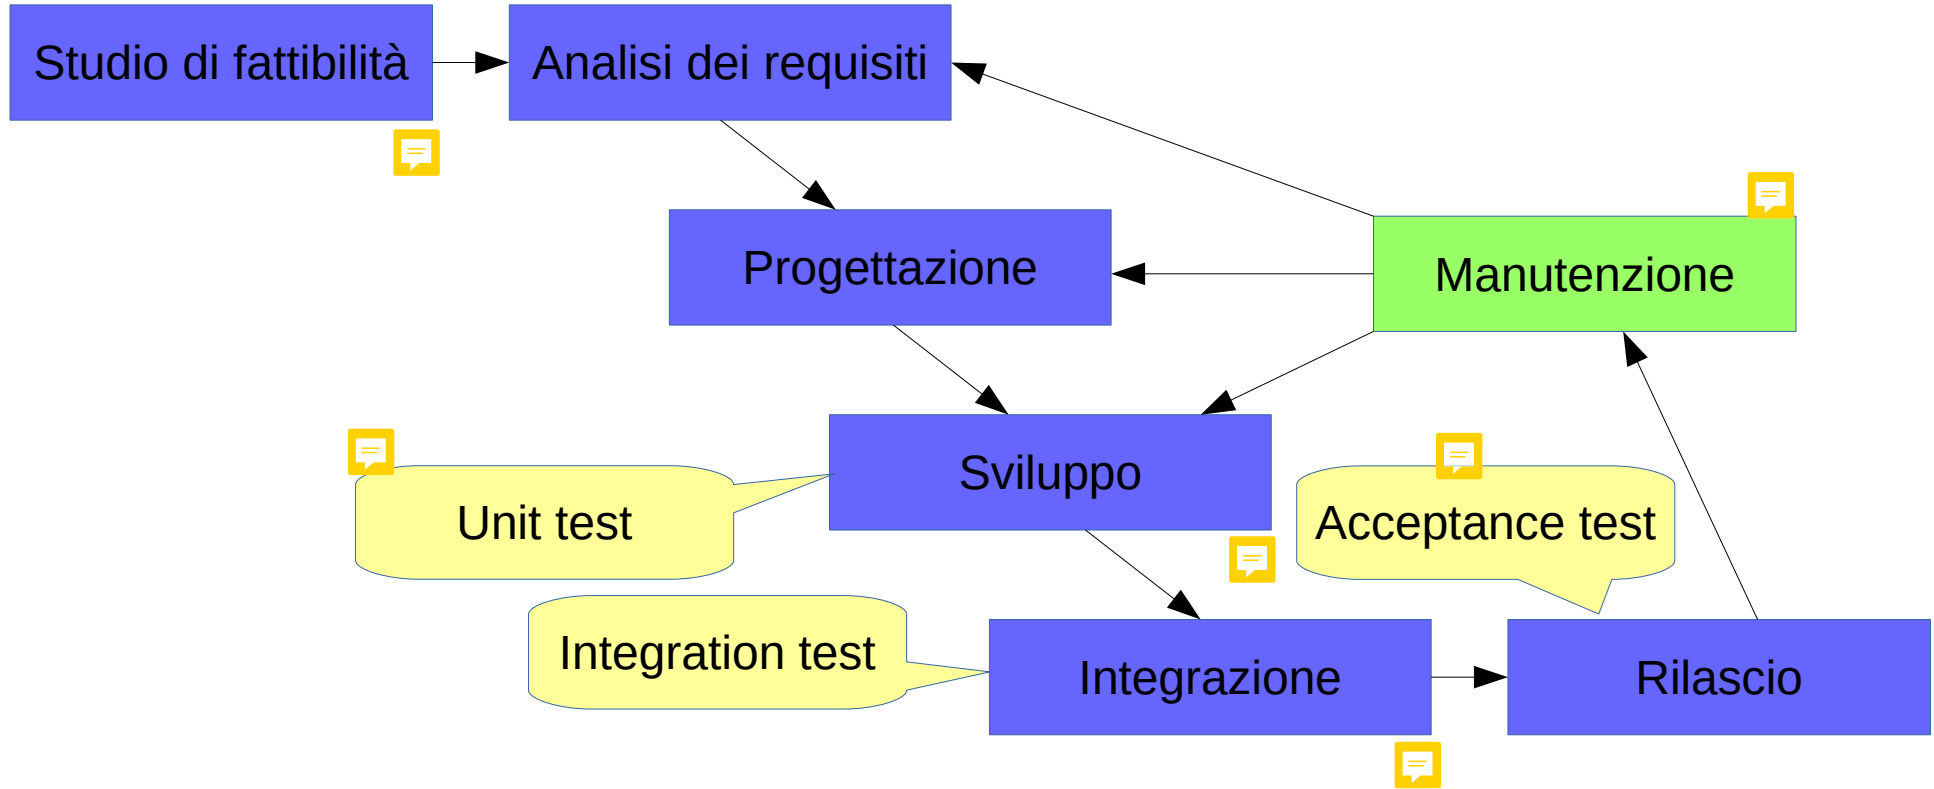 Studio di fattibilità
Analisi dei requisiti
Progettazione
Manutenzione
Sviluppo
Unit test
Acceptance test
Integration test
Integrazione
Rilascio